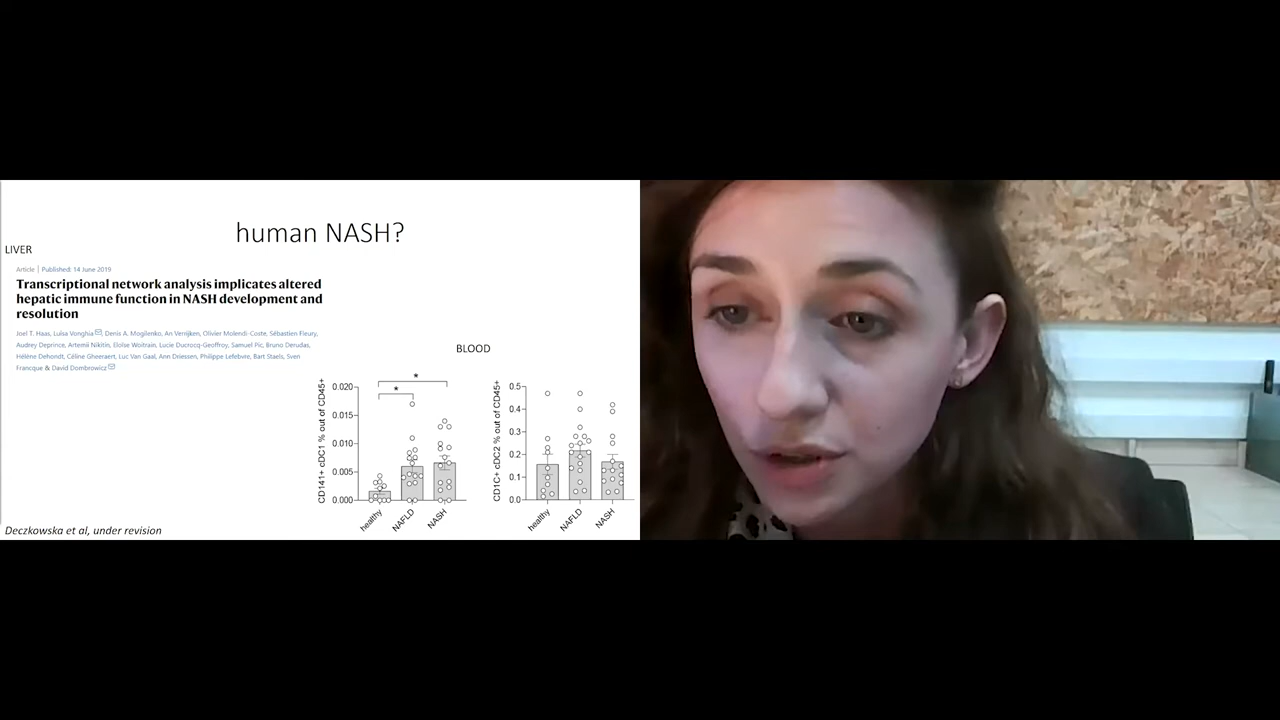 human NASH?
LIVER
Article | Published: 14 June 2019
Transcriptional network analysis implicates altered
hepatic immune function in NASH development and
resolution
Joel T. Haas, Luisa Vonghia, Denis A. Mogilenko, An Verrijken, Olivier Molendi-Coste, Sébastien Fleury,
Audrey Deprince, Artemii Nikitin, Eloïse Woitrain, Lucie Ducrocq-Geoffroy, Samuel Pic, Bruno Derudas,
Hélène Dehondt, Céline Gheeraert, Luc Van Gaal, Ann Driessen, Philippe Lefebvre, Bart Staels, Sven
Francque & David Dombrowicz
BLOOD
CD141+ cDC1 % out of CD45+
0.020
0.015
0.010
0.005
0.000
*
*
healthy
NAFLD
NASH
CD1C+ cDC2 % out of CD45+
0.5
0.4
0.3
0.2
0.1
0.0
healthy
NAFLD
NASH
Deczkowska et al, under revision